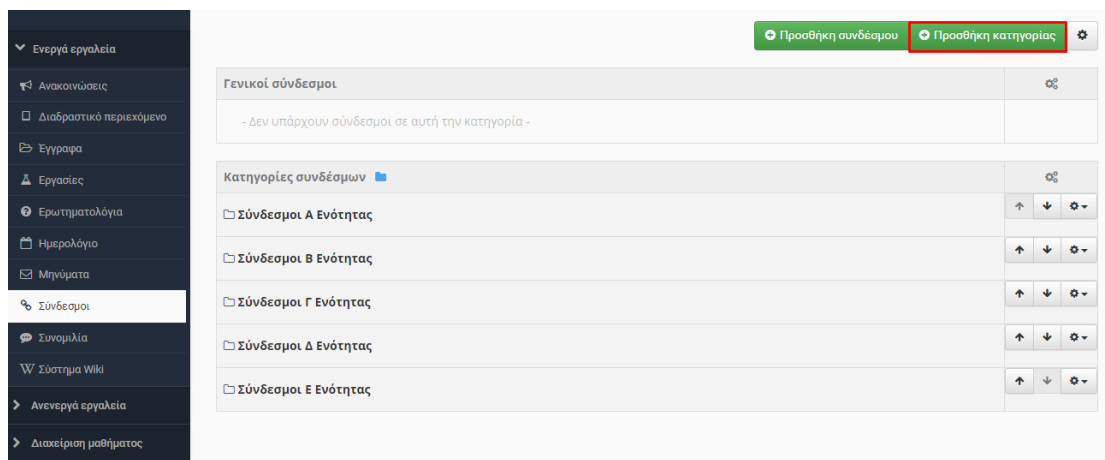 Ενεργά εργαλεία
Ανακοινώσεις
Διαδραστικό περιεχόμενο
Έγγραφα
Εργασίες
Ερωτηματολόγια
Ημερολόγιο
Μηνύματα
Σύνδεσμοι
Συνομιλία
Σύστημα Wiki
Ανενεργά εργαλεία
Διαχείριση μαθήματος
Προσθήκη συνδέσμου Προσθήκη κατηγορίας
Γενικοί σύνδεσμοι
- Δεν υπάρχουν σύνδεσμοι σε αυτή την κατηγορία -
Κατηγορίες συνδέσμων
Σύνδεσμοι Α Ενότητας
Σύνδεσμοι Β Ενότητας
Σύνδεσμοι Γ Ενότητας
Σύνδεσμοι Δ Ενότητας
Σύνδεσμοι Ε Ενότητας